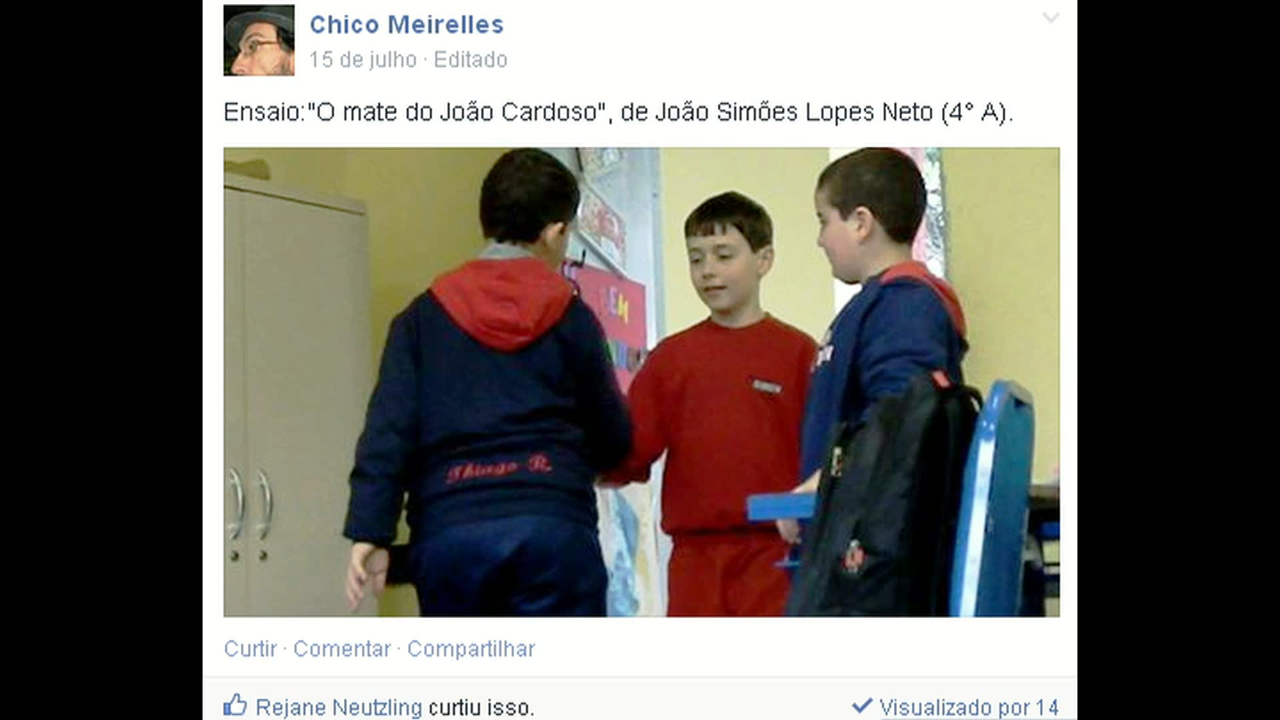 Chico Meirelles
15 de julho · Editado
Ensaio:"O mate do João Cardoso", de João Simões Lopes Neto (4° A).
EM
Thiago R.
Curtir · Comentar · Compartilhar
Rejane Neutzling curtiu isso.
Visualizado por 14